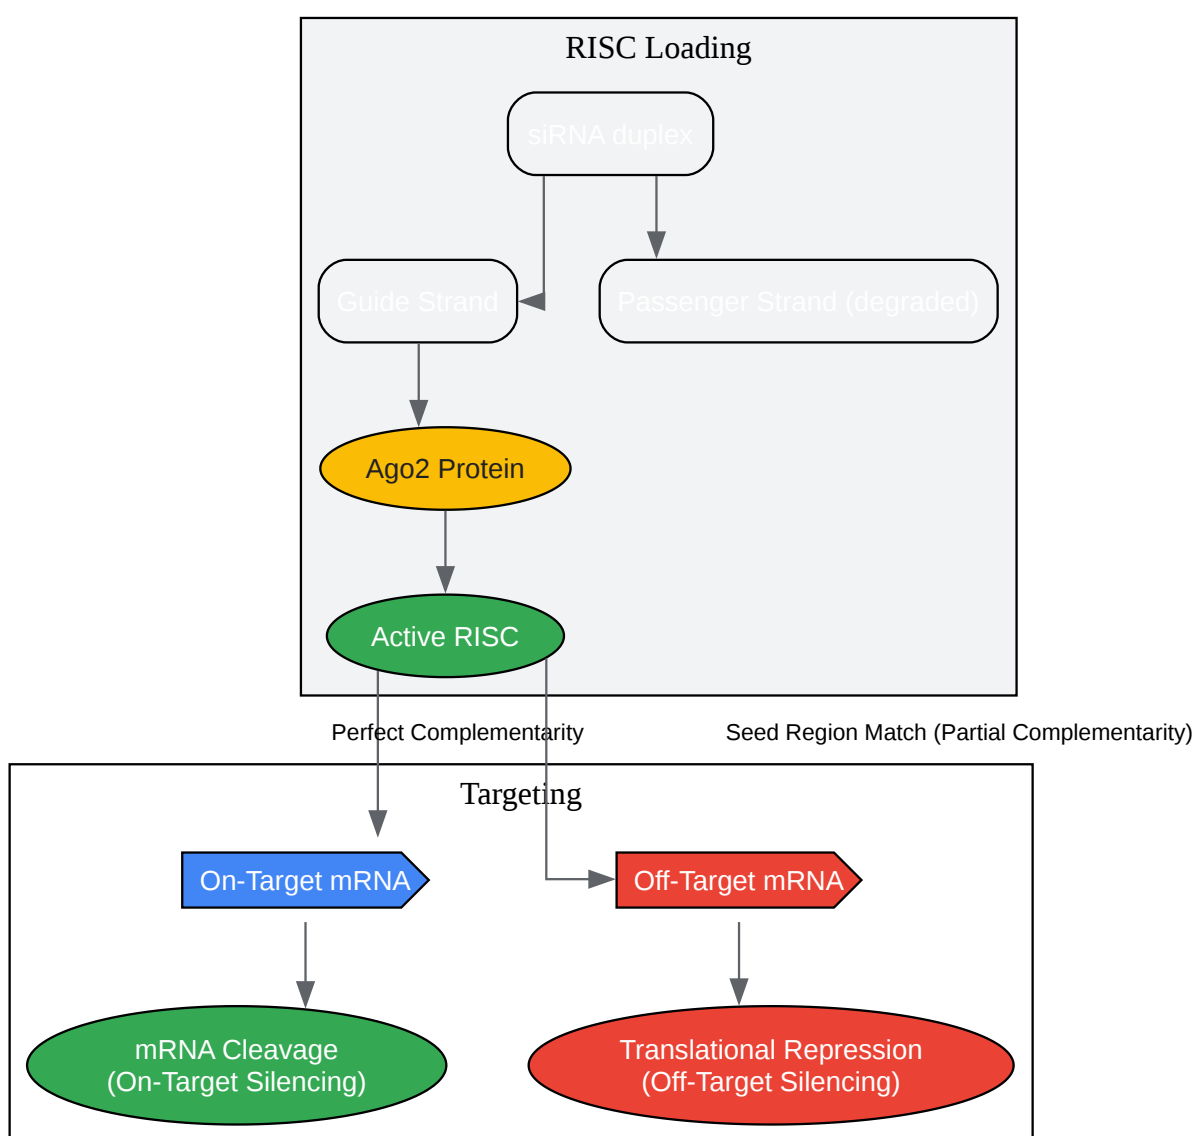 RISC Loading
siRNA duplex
Guide Strand
Passenger Strand (degraded)
Ago2 Protein
Active RISC
Perfect Complementarity
Seed Region Match (Partial Complementarity)
Targeting
On-Target mRNA
Off-Target mRNA
mRNA Cleavage
(On-Target Silencing)
Translational Repression
(Off-Target Silencing)